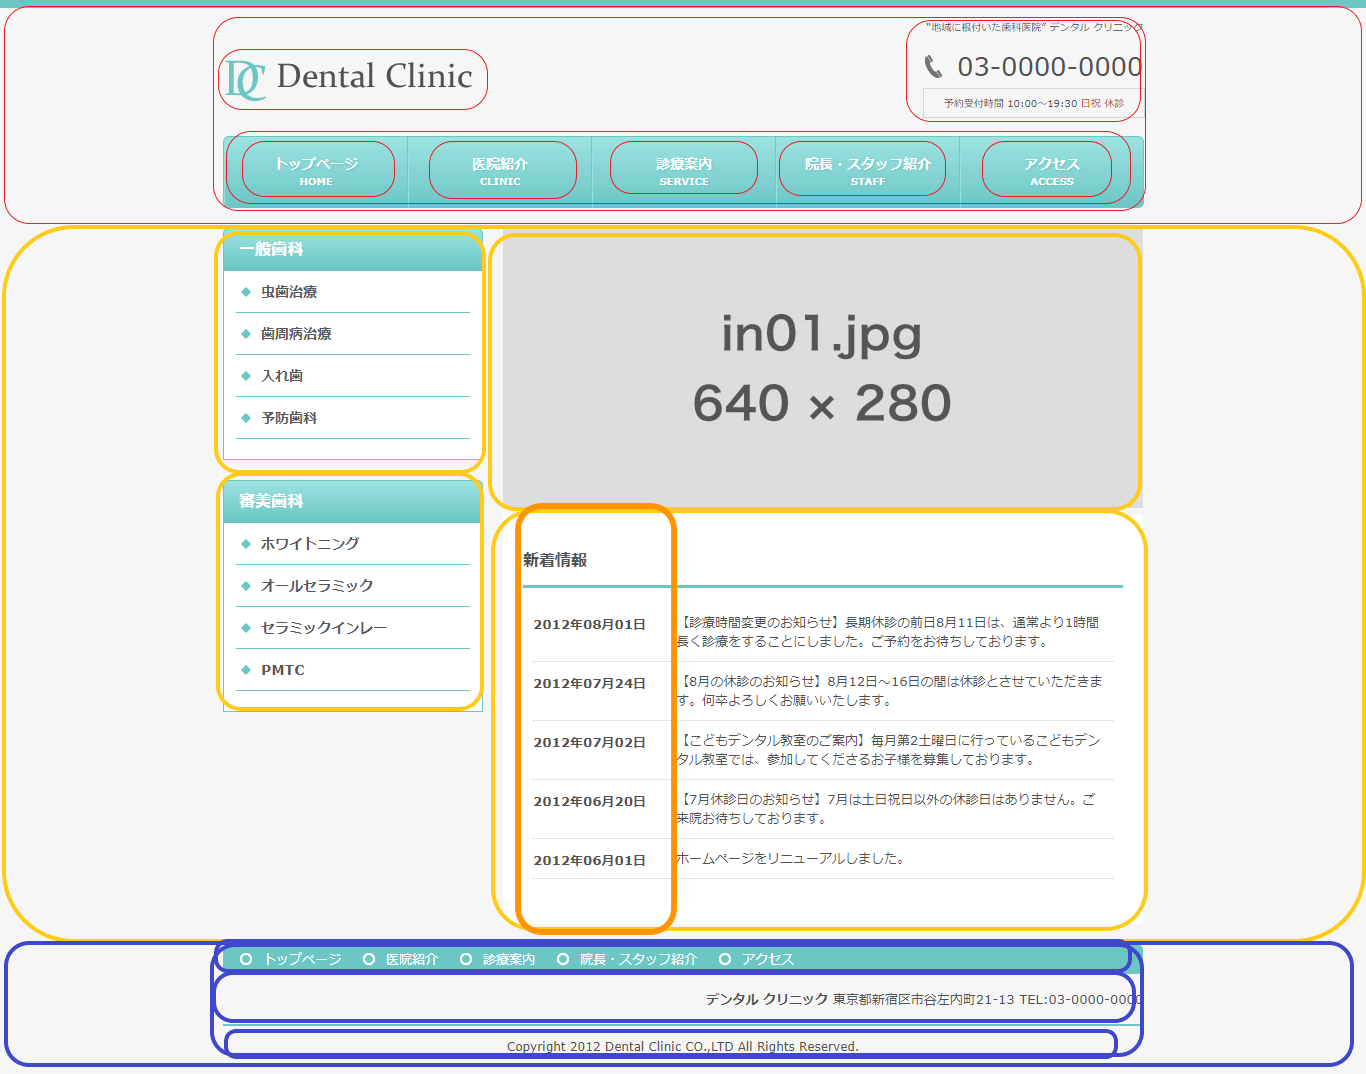 "地域に根付いた歯科医院" デンタル クリニック
DC Dental Clinic
03-0000-0000
予約受付時間 10:00～19:30 日祝 休診
トップページ 医院紹介 診療案内 院長・スタッフ紹介 アクセス
HOME CLINIC SERVICE STAFF ACCESS
一般歯科
虫歯治療
歯周病治療
入れ歯
予防歯科
審美歯科
ホワイトニング
オールセラミック
セラミックインレー
PMTC
in01.jpg
640 × 280
新着情報
2012年08月01日 【診療時間変更のお知らせ】長期休診の前日8月11日は、通常より1時間
長く診療をすることにしました。ご予約をお待ちしております。
2012年07月24日 【8月の休診のお知らせ】8月12日～16日の間は休診とさせていただきま
す。何卒よろしくお願いいたします。
2012年07月02日 【こどもデンタル教室のご案内】毎月第2土曜日に行っているこどもデン
タル教室では、参加してくださるお子様を募集しております。
2012年06月20日 【7月休診日のお知らせ】7月は土日祝日以外の休診日はありません。ご
来院お待ちしております。
2012年06月01日 ホームページをリニューアルしました。
トップページ 医院紹介 診療案内 院長・スタッフ紹介 アクセス
デンタル クリニック 東京都新宿区市谷左内町21-13 TEL:03-0000-0000
Copyright 2012 Dental Clinic CO.,LTD All Rights Reserved.